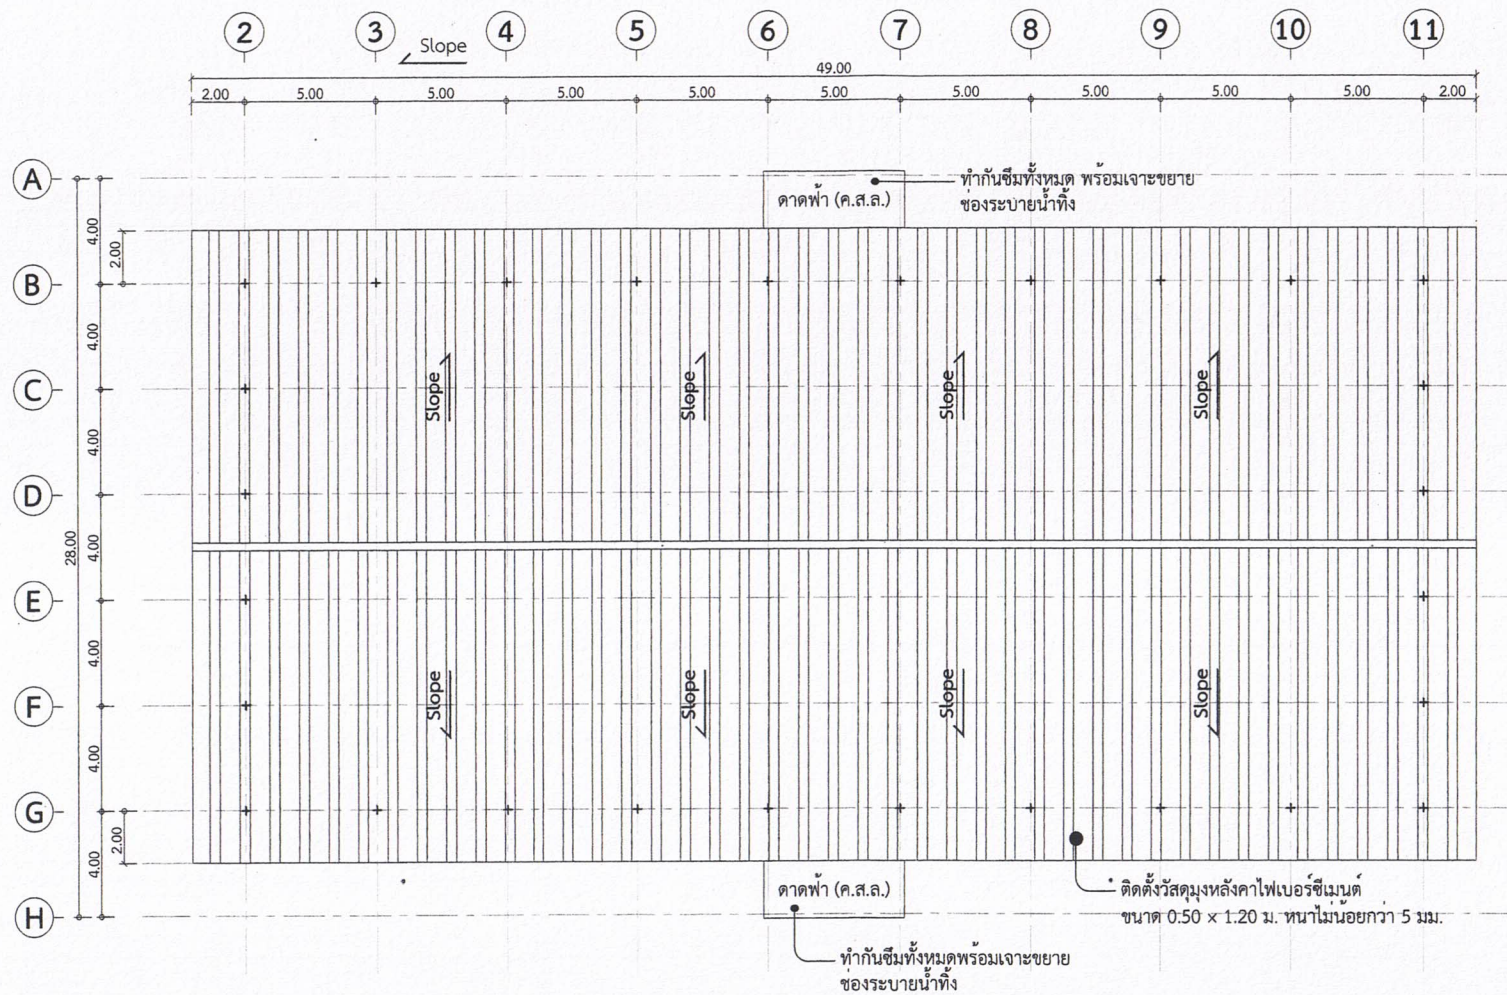 2 3 4 5 6 7 8 9 10 11
Slope
49.00
2.00 5.00 5.00 5.00 5.00 5.00 5.00 5.00 5.00 5.00 2.00
A
ดาดฟ้า (ค.ส.ล.)
ทำกันซึมทั้งหมด พร้อมเจาะขยาย
ช่องระบายน้ำทิ้ง
4.00
2.00
B
4.00
C
Slope Slope Slope Slope
4.00
D
28.00
4.00
E
4.00
F
Slope Slope Slope Slope
4.00
G
2.00
4.00
H
ดาดฟ้า (ค.ส.ล.)
ติดตั้งวัสดุมุงหลังคาไฟเบอร์ซีเมนต์
ขนาด 0.50 × 1.20 ม. หนาไม่น้อยกว่า 5 มม.
ทำกันซึมทั้งหมดพร้อมเจาะขยาย
ช่องระบายน้ำทิ้ง